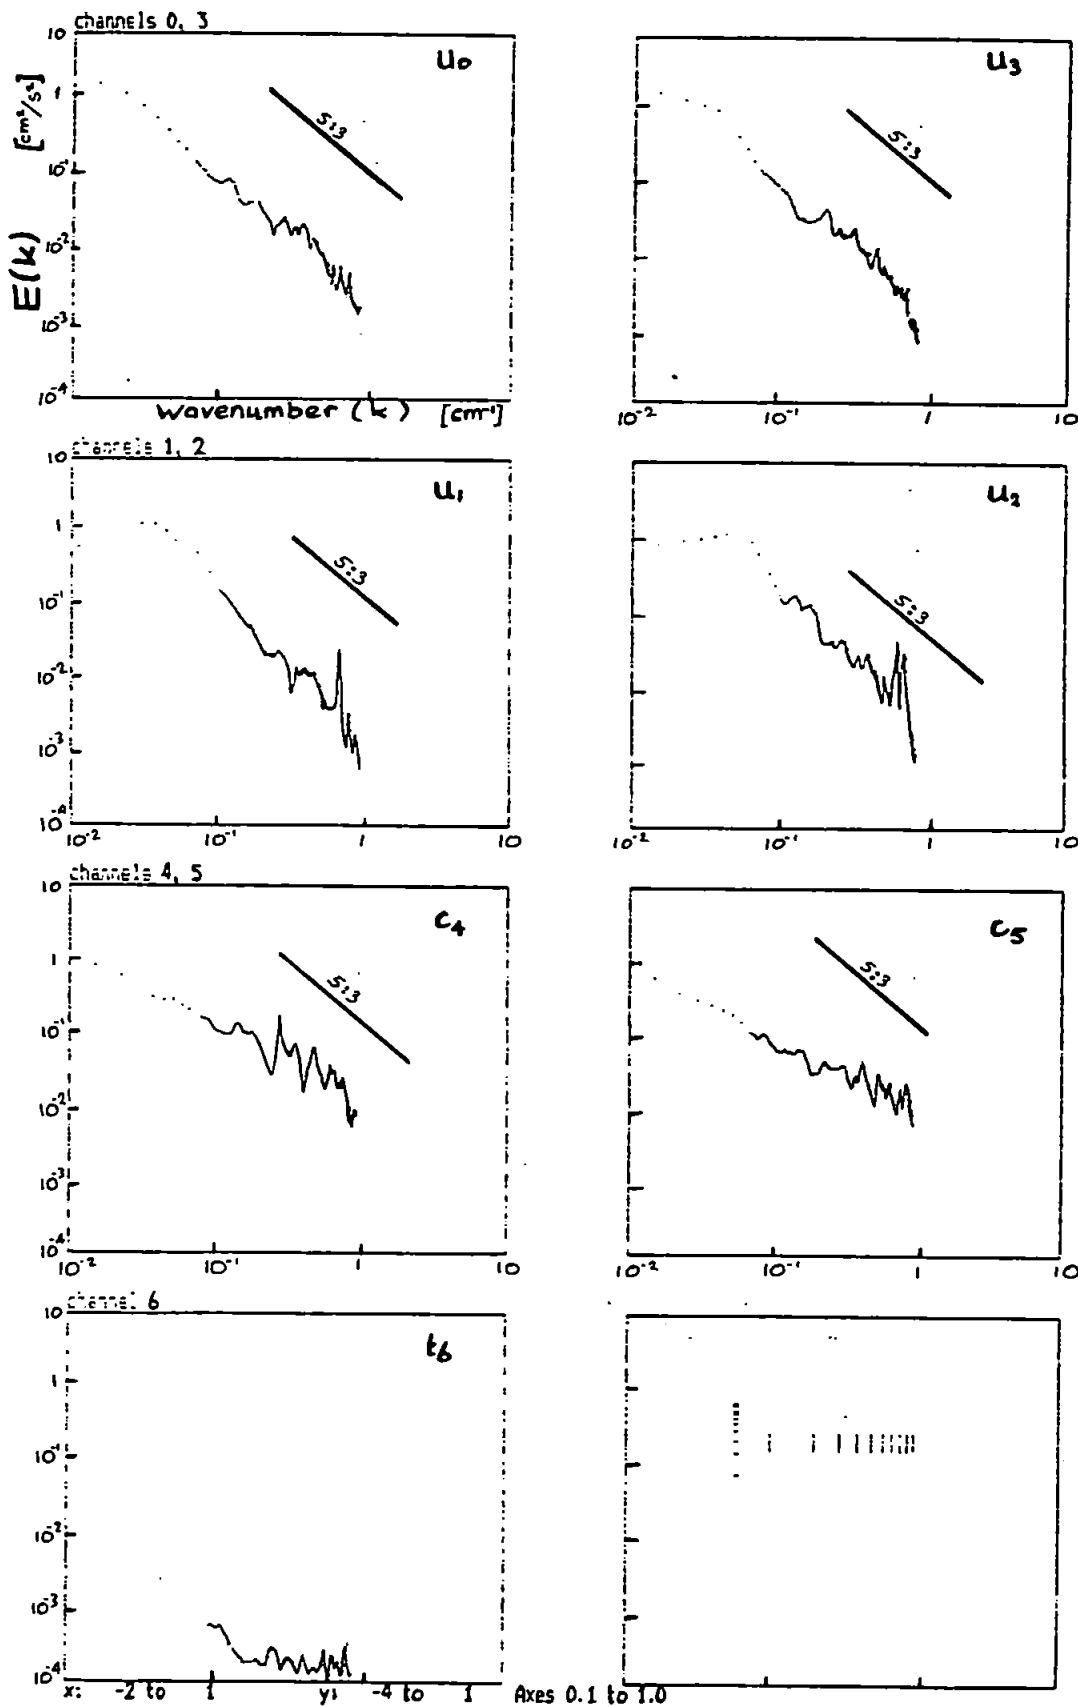 channels 0, 3
10
1
10⁻¹
10⁻²
10⁻³
10⁻⁴
E(k) [cm²/s²]
U₀
5:3
wavenumber (k) [cm⁻¹]
U₃
5:3
10⁻² 10⁻¹ 1 10
channels 1, 2
10
1
10⁻¹
10⁻²
10⁻³
10⁻⁴
U₁
5:3
10⁻² 10⁻¹ 1 10
U₂
5:3
10⁻² 10⁻¹ 1 10
channels 4, 5
10
1
10⁻¹
10⁻²
10⁻³
10⁻⁴
C₄
5:3
10⁻² 10⁻¹ 1 10
C₅
5:3
10⁻² 10⁻¹ 1 10
channel 6
10
1
10⁻¹
10⁻²
10⁻³
10⁻⁴
t₆
x: -2 to 1 y: -4 to 1 Axes 0.1 to 1.0